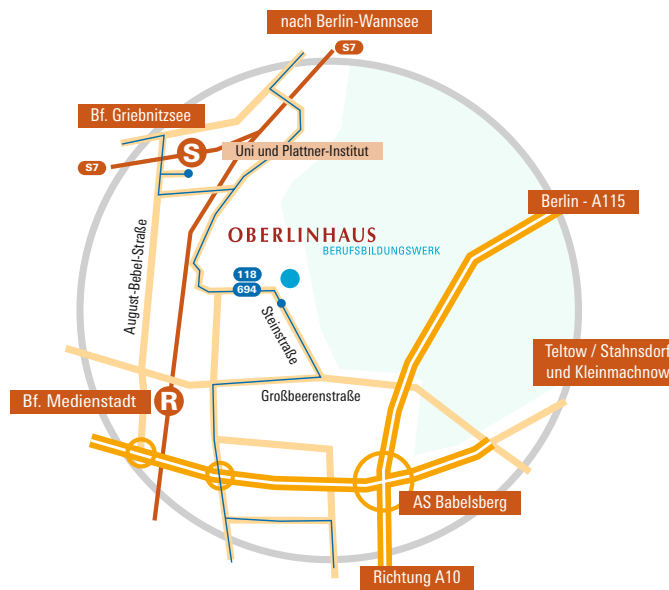 nach Berlin-Wannsee
S7
Bf. Griebnitzsee
S
Uni und Plattner-Institut
S7
Berlin - A115
August-Bebel-Straße
OBERLINHAUS
BERUFSBILDUNGSWERK
118
694
Steinstraße
Teltow / Stahnsdorf
und Kleinmachnow
Großbeerenstraße
Bf. Medienstadt
R
AS Babelsberg
Richtung A10